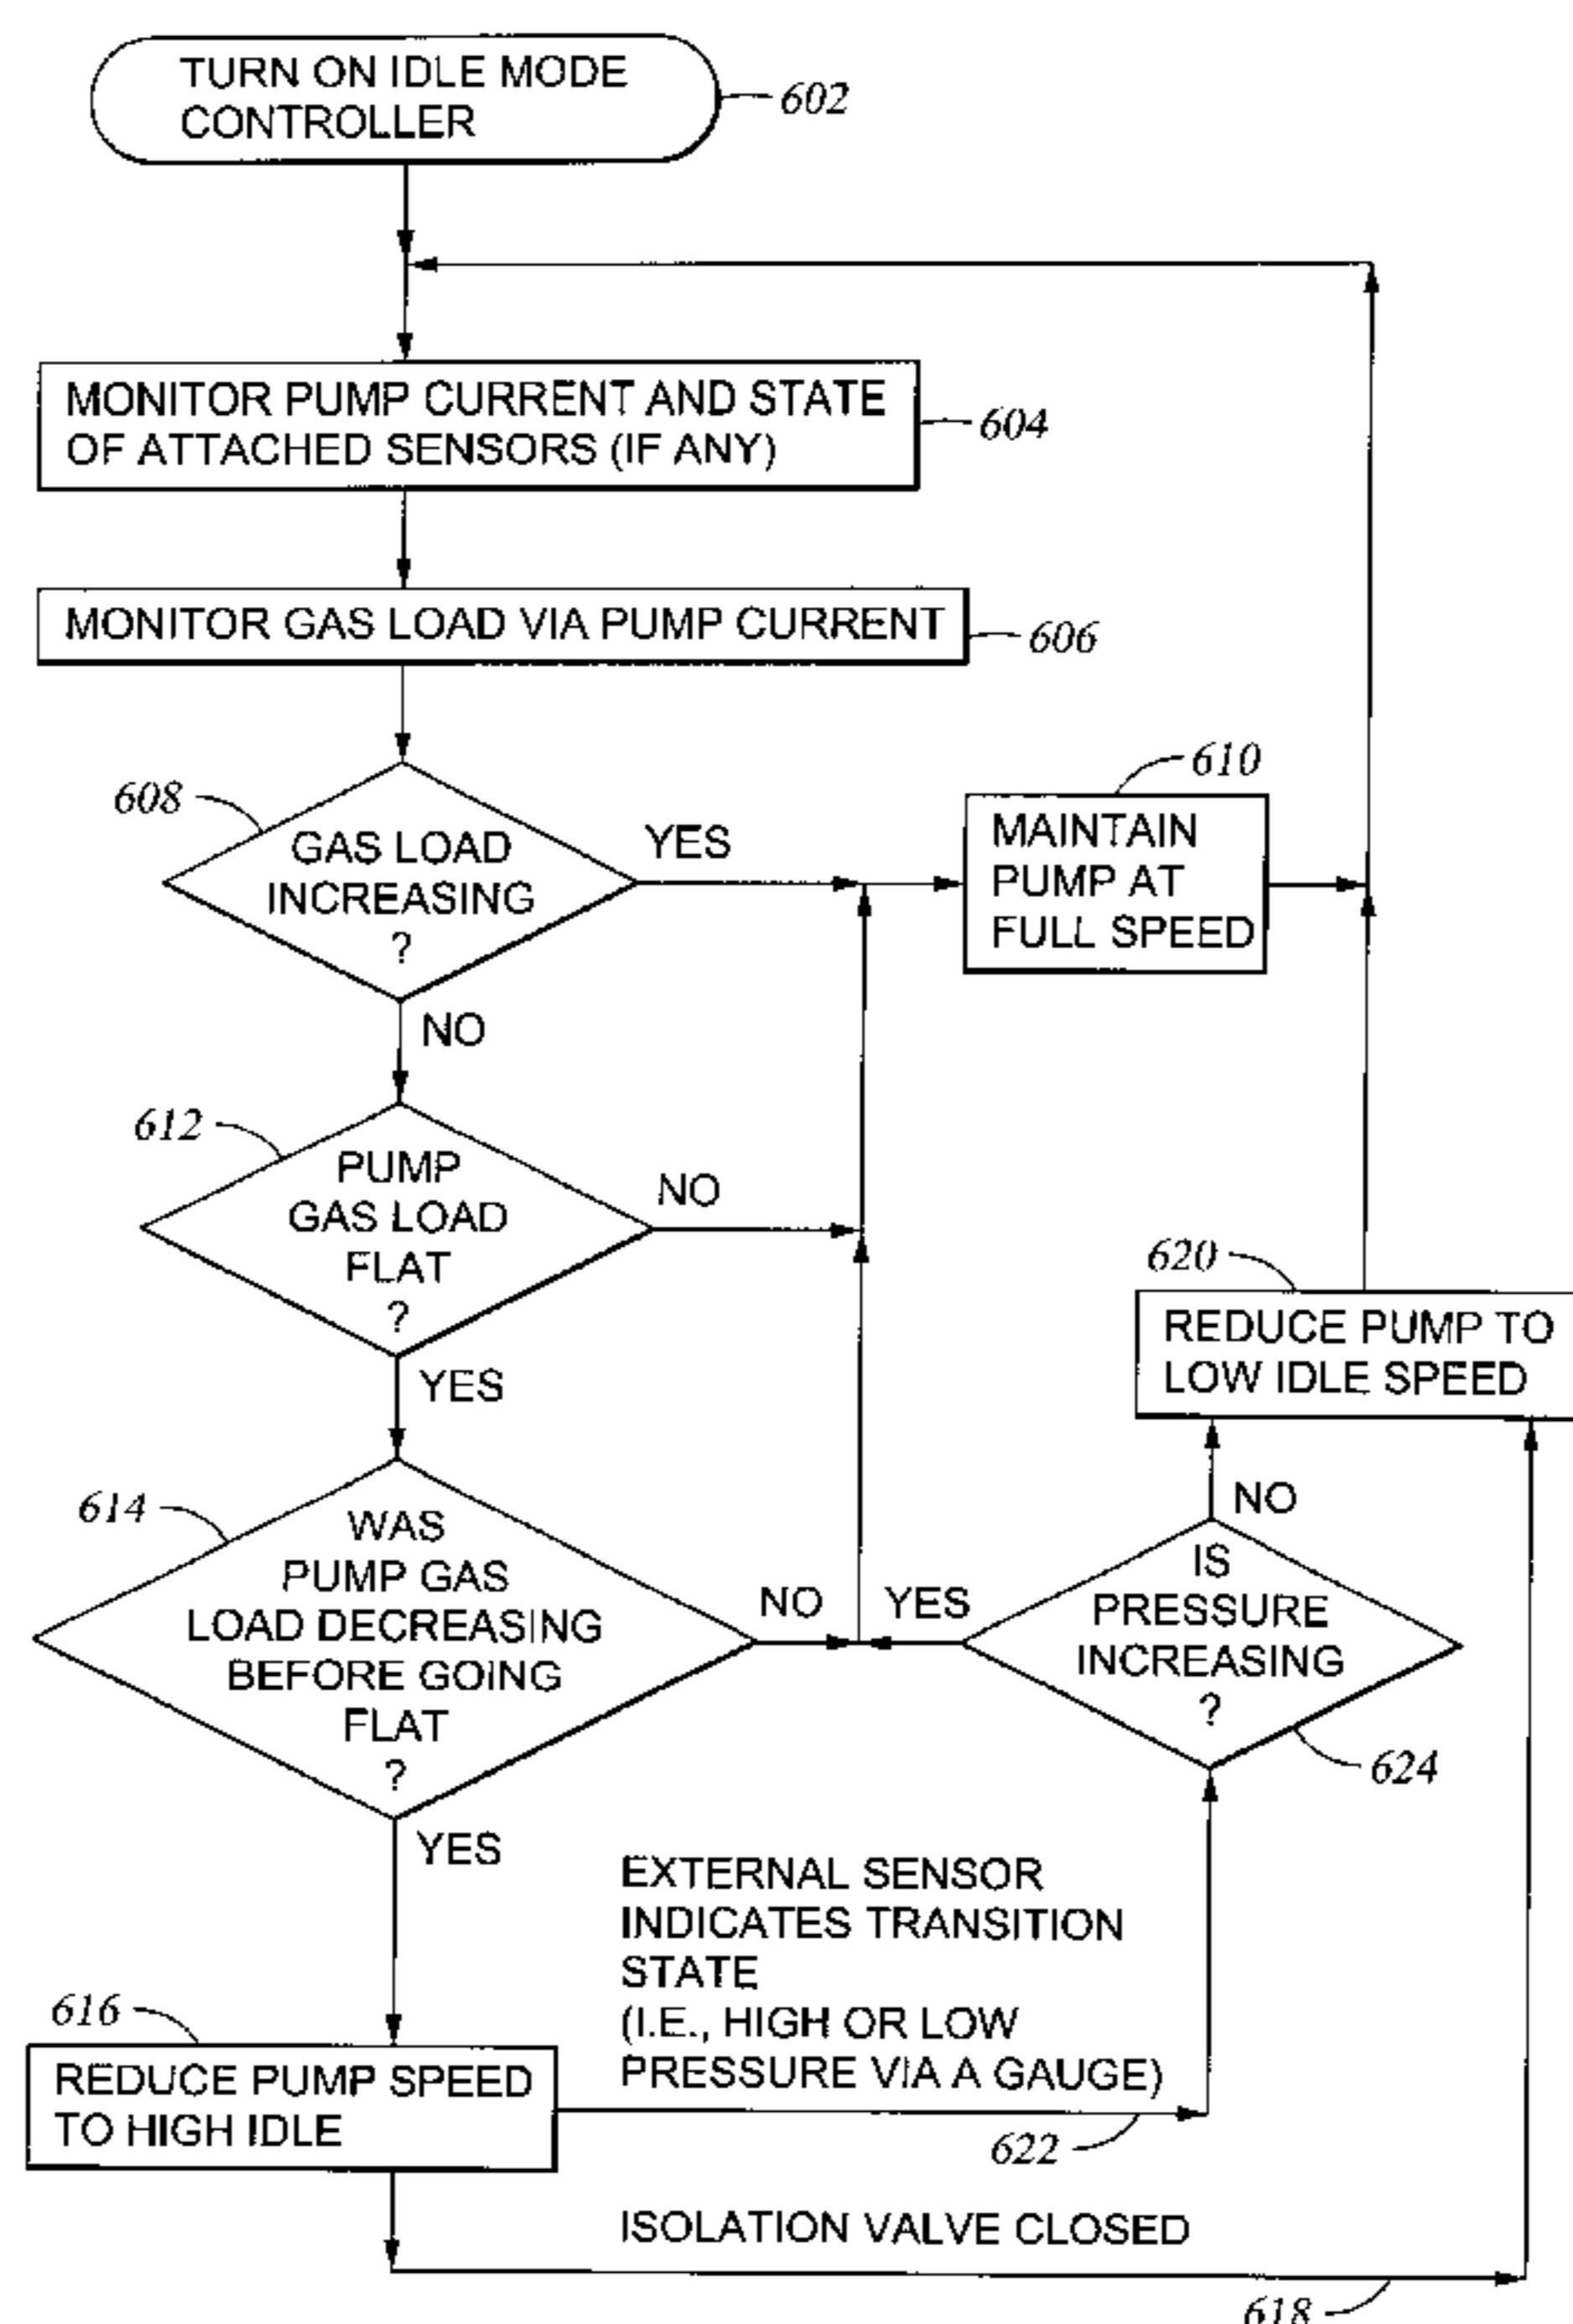 TURN ON IDLE MODE
CONTROLLER
602
MONITOR PUMP CURRENT AND STATE
OF ATTACHED SENSORS (IF ANY)
604
MONITOR GAS LOAD VIA PUMP CURRENT
606
608
GAS LOAD
INCREASING
?
YES
NO
610
MAINTAIN
PUMP AT
FULL SPEED
612
PUMP
GAS LOAD
FLAT
?
NO
YES
620
REDUCE PUMP TO
LOW IDLE SPEED
614
WAS
PUMP GAS
LOAD DECREASING
BEFORE GOING
FLAT
?
NO
YES
YES
NO
IS
PRESSURE
INCREASING
?
624
616
REDUCE PUMP SPEED
TO HIGH IDLE
EXTERNAL SENSOR
INDICATES TRANSITION
STATE
(I.E., HIGH OR LOW
PRESSURE VIA A GAUGE)
622
ISOLATION VALVE CLOSED
618